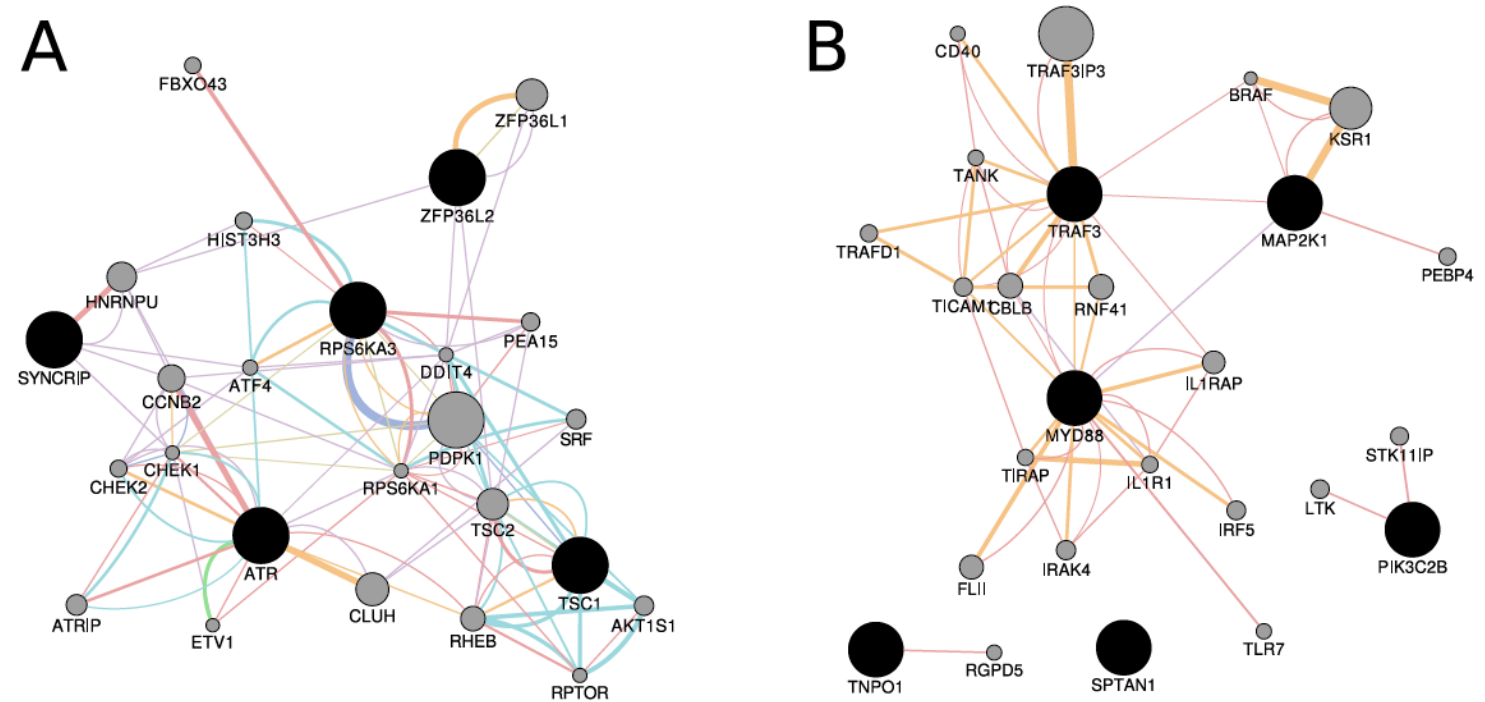 A
FBXO43
ZFP36L1
ZFP36L2
HIST3H3
HNRNPU
SYNCRIP
RPS6KA3
PEA15
DDIT4
ATF4
CCNB2
SRF
PDPK1
CHEK1
CHEK2
RPS6KA1
TSC2
ATR
CLUH
TSC1
ATRIP
ETV1
RHEB
AKT1S1
RPTOR
B
CD40
TRAF3IP3
BRAF
KSR1
TANK
TRAF3
MAP2K1
TRAFD1
PEBP4
TICAM1
CBLB
RNF41
IL1RAP
MYD88
TIRAP
IL1R1
STK11IP
LTK
IRF5
PIK3C2B
FLII
IRAK4
TLR7
TNPO1
RGPD5
SPTAN1